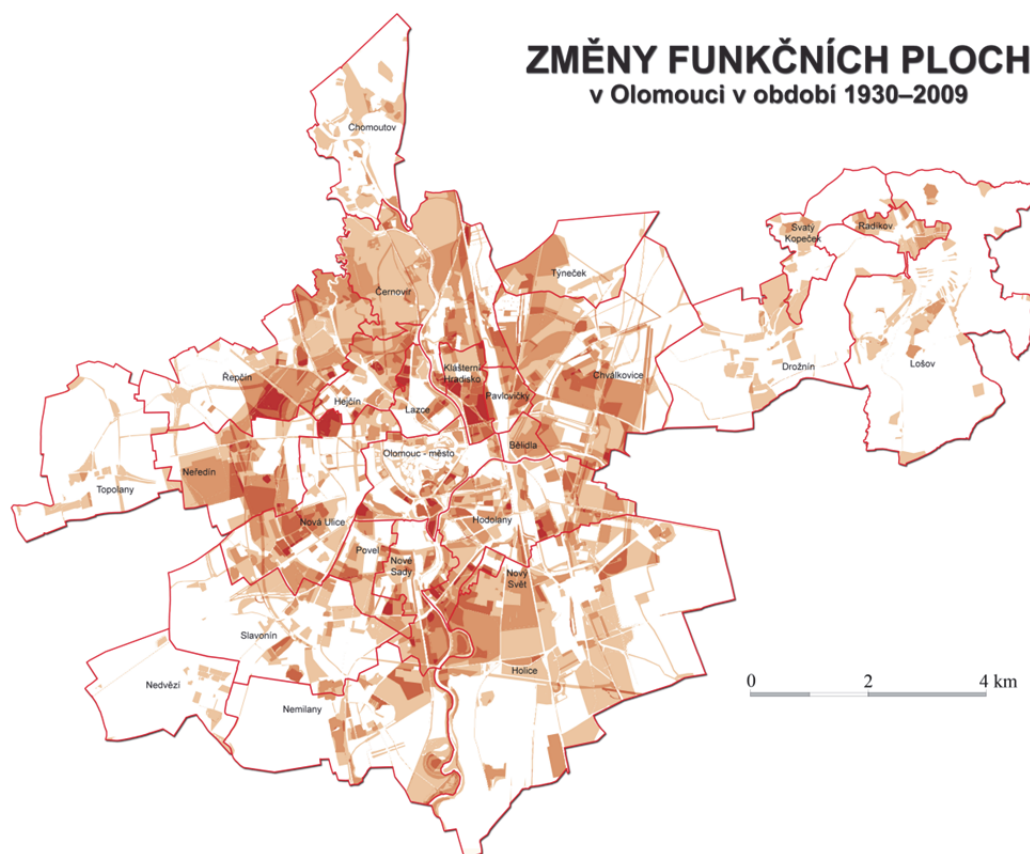 ZMĚNY FUNKČNÍCH PLOCH
v Olomouci v období 1930–2009
Chomoutov
Svatý
Kopeček
Radíkov
Týneček
Černovír
Lošov
Droždín
Klášterní
Hradisko
Chválkovice
Řepčín
Pavlovičky
Hejčín
Lazce
Bělidla
Olomouc - město
Neředín
Topolany
Nová Ulice
Hodolany
Povel
Nové
Sady
Nový
Svět
Slavonín
Holice
Nedvězí
Nemilany
0
2
4 km